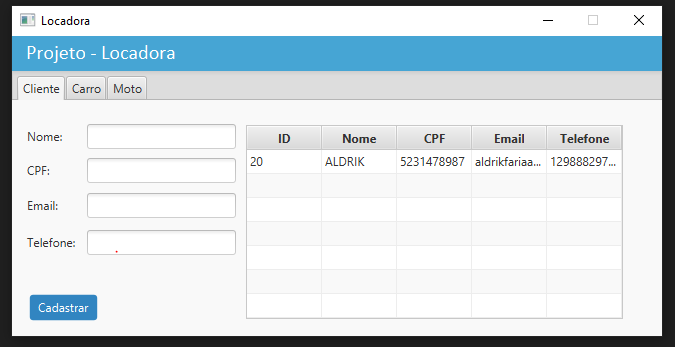 Locadora
Projeto - Locadora
Cliente Carro Moto
Nome:
CPF:
Email:
Telefone:
Cadastrar
ID Nome CPF Email Telefone
20 ALDRIK 5231478987 aldrikfariaa... 129888297...